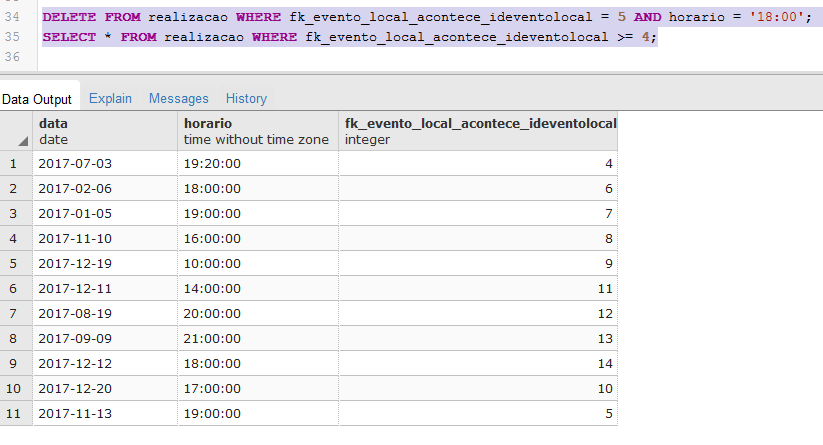 34 DELETE FROM realizacao WHERE fk_evento_local_acontece_ideventolocal = 5 AND horario = '18:00';
35 SELECT * FROM realizacao WHERE fk_evento_local_acontece_ideventolocal >= 4;
36
Data Output Explain Messages History
data horario fk_evento_local_acontece_ideventolocal
date time without time zone integer
1 2017-07-03 19:20:00 4
2 2017-02-06 18:00:00 6
3 2017-01-05 19:00:00 7
4 2017-11-10 16:00:00 8
5 2017-12-19 10:00:00 9
6 2017-12-11 14:00:00 11
7 2017-08-19 20:00:00 12
8 2017-09-09 21:00:00 13
9 2017-12-12 18:00:00 14
10 2017-12-20 17:00:00 10
11 2017-11-13 19:00:00 5